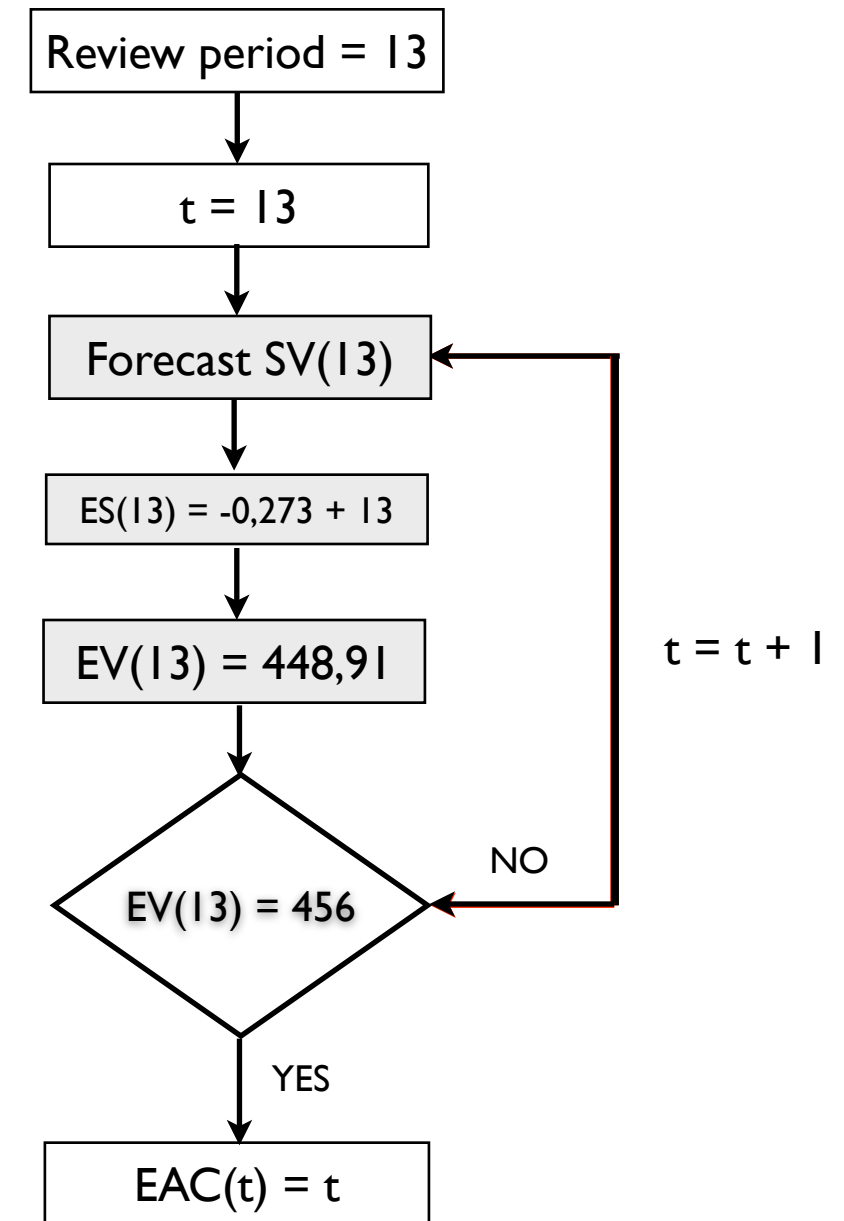 Review period = 13
t = 13
Forecast SV(13)
ES(13) = -0,273 + 13
EV(13) = 448,91
t = t + 1
NO
EV(13) = 456
YES
EAC(t) = t